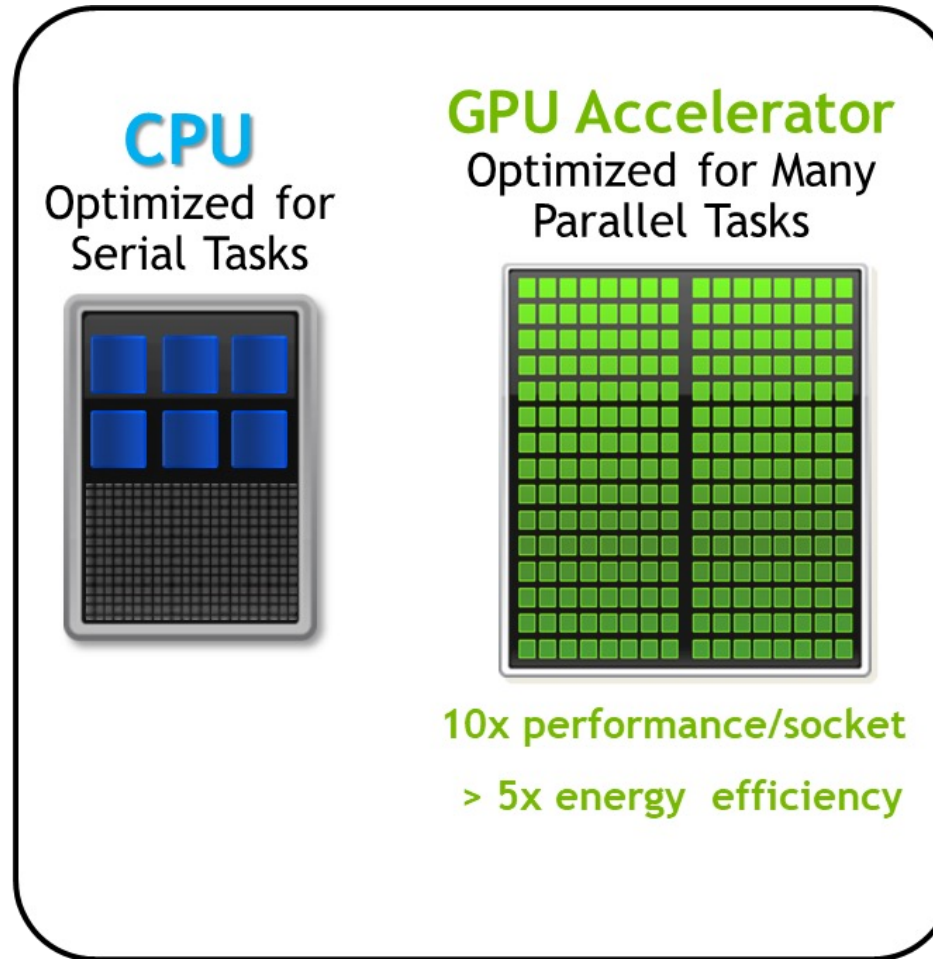 CPU
Optimized for
Serial Tasks
GPU Accelerator
Optimized for Many
Parallel Tasks
10x performance/socket
> 5x energy efficiency